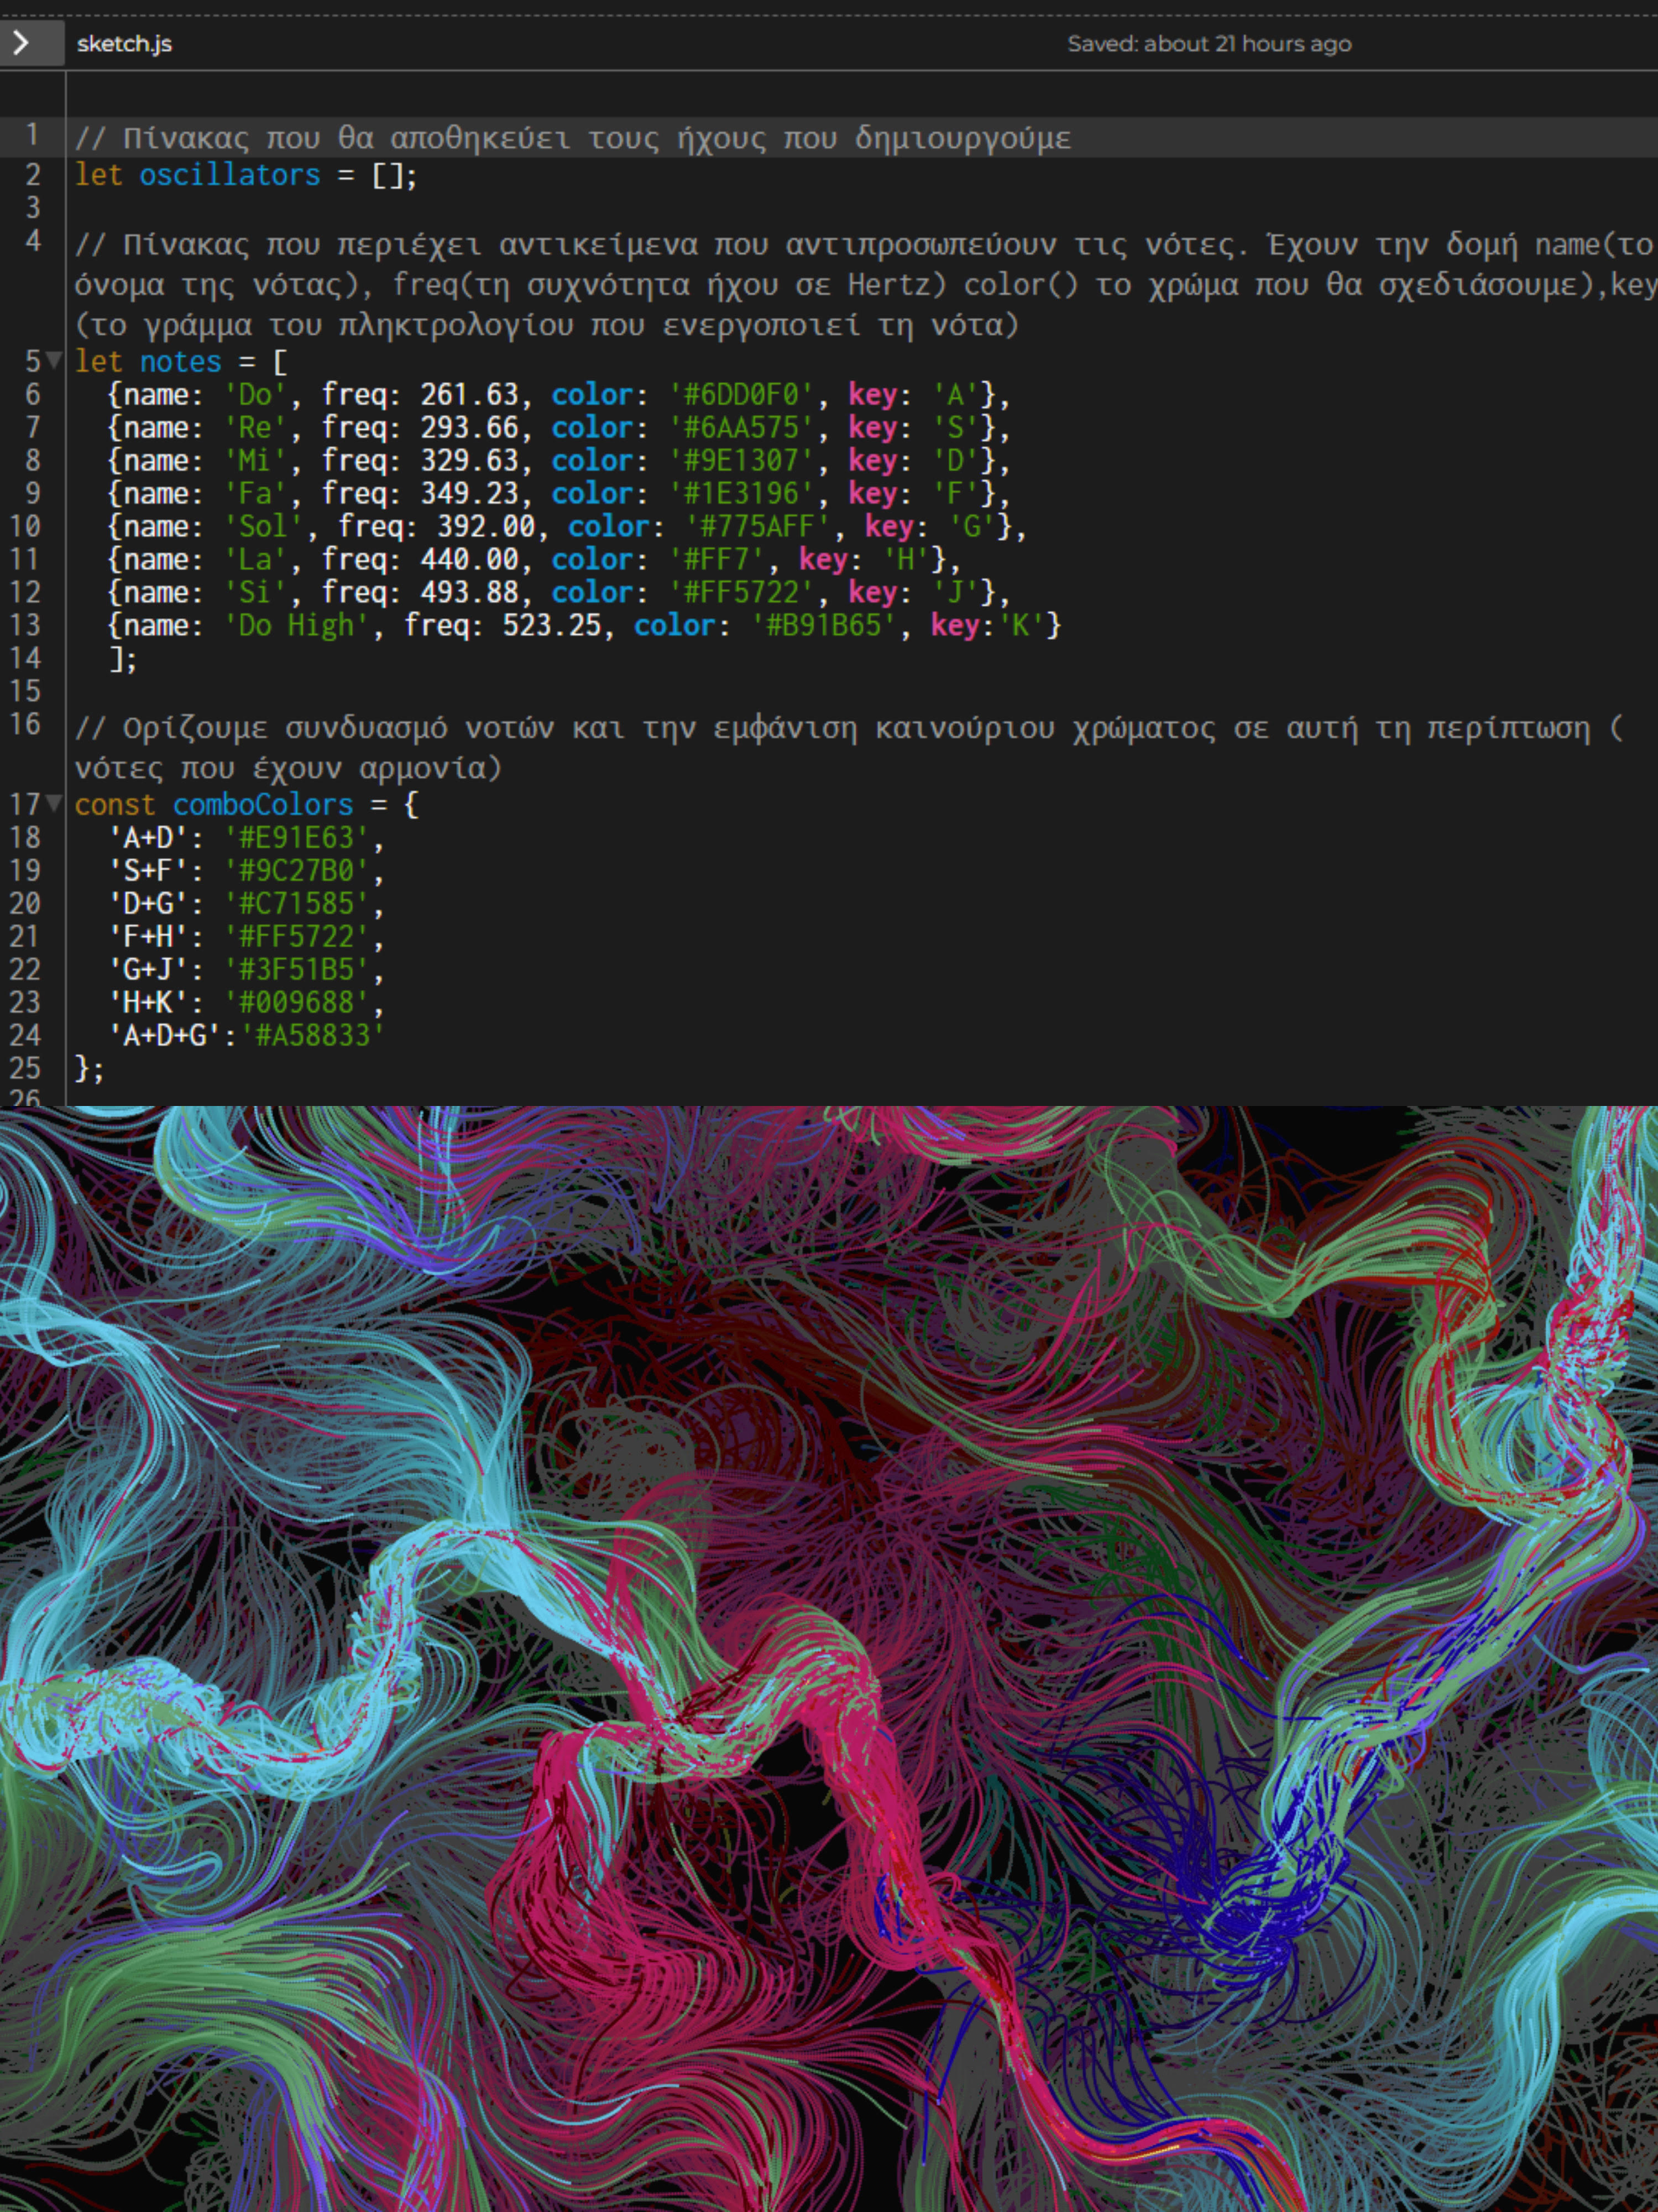 sketch.js
Saved: about 21 hours ago
1 // Πίνακας που θα αποθηκεύει τους ήχους που δημιουργούμε
2 let oscillators = [];
3
4 // Πίνακας που περιέχει αντικείμενα που αντιπροσωπεύουν τις νότες. Έχουν την δομή name(το
όνομα της νότας), freq(τη συχνότητα ήχου σε Hertz) color() το χρώμα που θα σχεδιάσουμε),key
(το γράμμα του πληκτρολογίου που ενεργοποιεί τη νότα)
5 let notes = [
6 {name: 'Do', freq: 261.63, color: '#6DD0F0', key: 'A'},
7 {name: 'Re', freq: 293.66, color: '#6AA575', key: 'S'},
8 {name: 'Mi', freq: 329.63, color: '#9E1307', key: 'D'},
9 {name: 'Fa', freq: 349.23, color: '#1E3196', key: 'F'},
10 {name: 'Sol', freq: 392.00, color: '#775AFF', key: 'G'},
11 {name: 'La', freq: 440.00, color: '#FF7', key: 'H'},
12 {name: 'Si', freq: 493.88, color: '#FF5722', key: 'J'},
13 {name: 'Do High', freq: 523.25, color: '#B91B65', key:'K'}
14 ];
15
16 // Ορίζουμε συνδυασμό νοτών και την εμφάνιση καινούριου χρώματος σε αυτή τη περίπτωση (
νότες που έχουν αρμονία)
17 const comboColors = {
18 'A+D': '#E91E63',
19 'S+F': '#9C27B0',
20 'D+G': '#C71585',
21 'F+H': '#FF5722',
22 'G+J': '#3F51B5',
23 'H+K': '#009688',
24 'A+D+G':'#A58833'
25 };
26